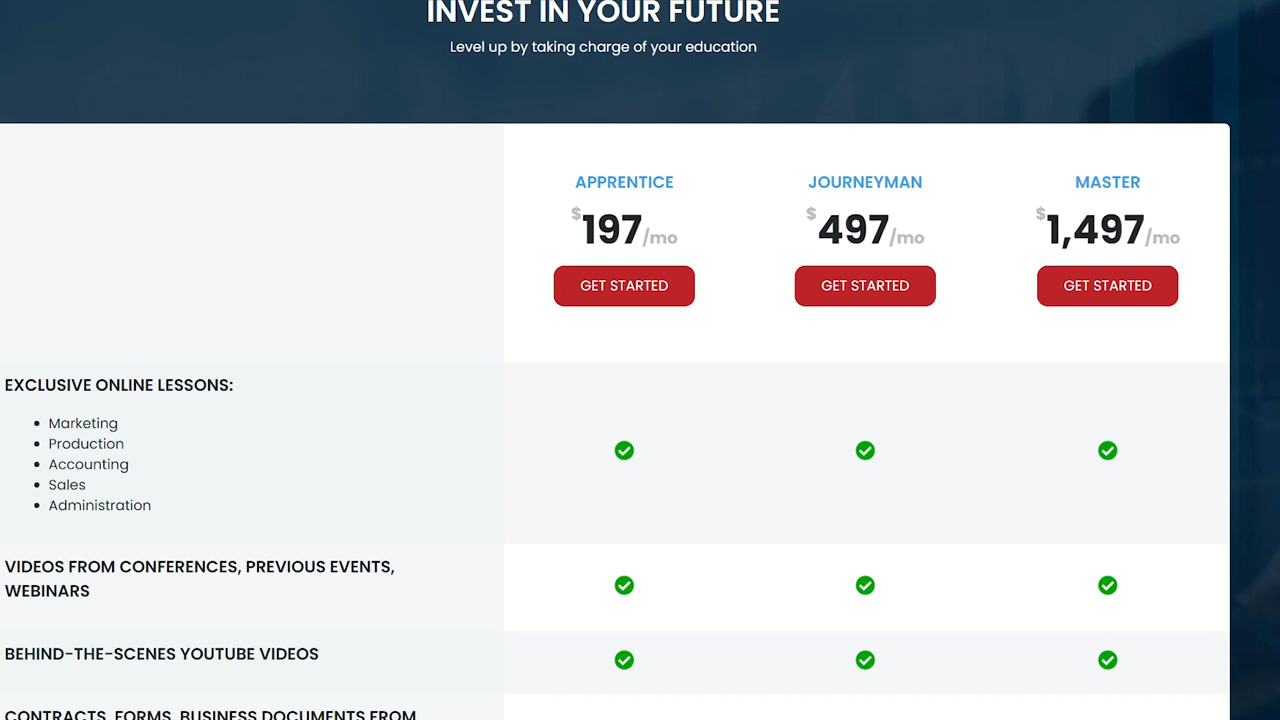 INVEST IN YOUR FUTURE
Level up by taking charge of your education
APPRENTICE
$197/mo
GET STARTED
JOURNEYMAN
$497/mo
GET STARTED
MASTER
$1,497/mo
GET STARTED
EXCLUSIVE ONLINE LESSONS:
Marketing
Production
Accounting
Sales
Administration
VIDEOS FROM CONFERENCES, PREVIOUS EVENTS,
WEBINARS
BEHIND-THE-SCENES YOUTUBE VIDEOS
CONTRACTS, FORMS, BUSINESS DOCUMENTS FROM